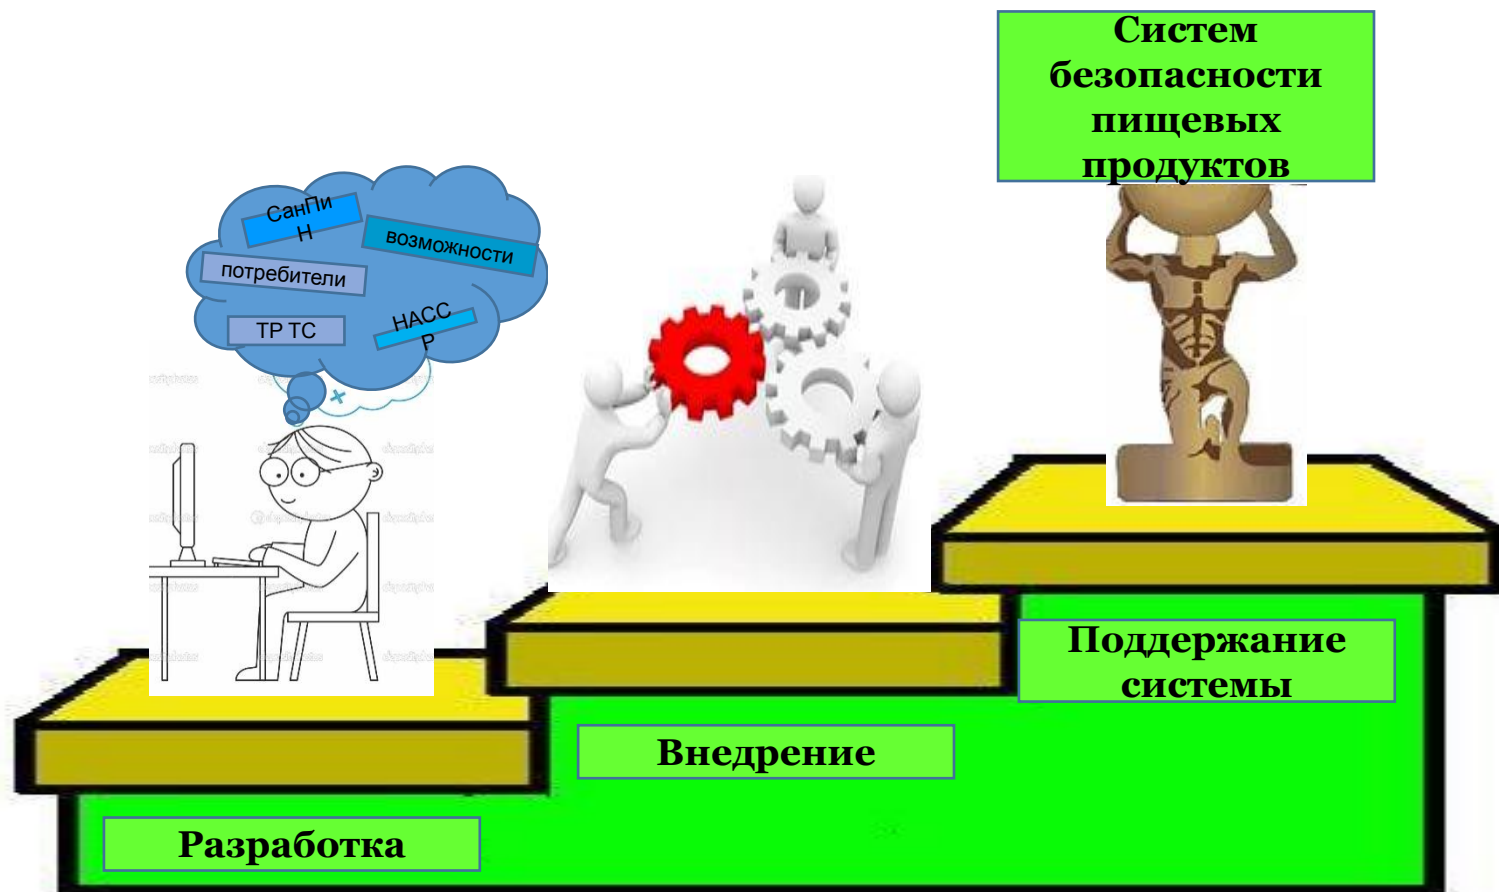 Систем
безопасности
пищевых
продуктов
СанПи
Н
возможности
потребители
ТР ТС
НАСС
Р
Поддержание
системы
Внедрение
Разработка